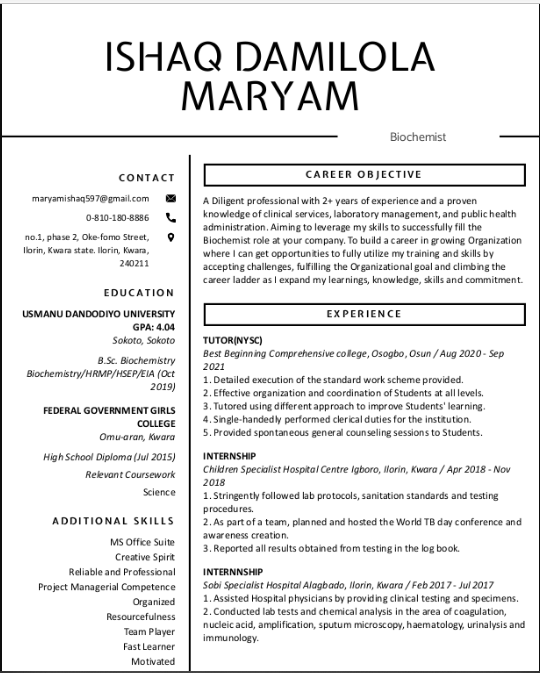 ISHAQ DAMILOLA
MARYAM
Biochemist
CONTACT
maryamishaq597@gmail.com
0-810-180-8886
no.1, phase 2, Oke-fomo Street,
Ilorin, Kwara state. Ilorin, Kwara,
240211
EDUCATION
USMANU DANDODIYO UNIVERSITY
GPA: 4.04
Sokoto, Sokoto
B.Sc. Biochemistry
Biochemistry/HRMP/HSEP/EIA (Oct
2019)
FEDERAL GOVERNMENT GIRLS
COLLEGE
Omu-aran, Kwara
High School Diploma (Jul 2015)
Relevant Coursework
Science
ADDITIONAL SKILLS
MS Office Suite
Creative Spirit
Reliable and Professional
Project Managerial Competence
Organized
Resourcefulness
Team Player
Fast Learner
Motivated
CAREER OBJECTIVE
A Diligent professional with 2+ years of experience and a proven
knowledge of clinical services, laboratory management, and public health
administration. Aiming to leverage my skills to successfully fill the
Biochemist role at your company. To build a career in growing Organization
where I can get opportunities to fully utilize my training and skills by
accepting challenges, fulfilling the Organizational goal and climbing the
career ladder as I expand my learnings, knowledge, skills and commitment.
EXPERIENCE
TUTOR(NYSC)
Best Beginning Comprehensive college, Osogbo, Osun / Aug 2020 - Sep
2021
1. Detailed execution of the standard work scheme provided.
2. Effective organization and coordination of Students at all levels.
3. Tutored using different approach to improve Students' learning.
4. Single-handedly performed clerical duties for the institution.
5. Provided spontaneous general counseling sessions to Students.
INTERNSHIP
Children Specialist Hospital Centre Igboro, Ilorin, Kwara / Apr 2018 - Nov
2018
1. Stringently followed lab protocols, sanitation standards and testing
procedures.
2. As part of a team, planned and hosted the World TB day conference and
awareness creation.
3. Reported all results obtained from testing in the log book.
INTERNNSHIP
Sobi Specialist Hospital Alagbado, Ilorin, Kwara / Feb 2017 - Jul 2017
1. Assisted Hospital physicians by providing clinical testing and specimens.
2. Conducted lab tests and chemical analysis in the area of coagulation,
nucleic acid, amplification, sputum microscopy, haematology, urinalysis and
immunology.